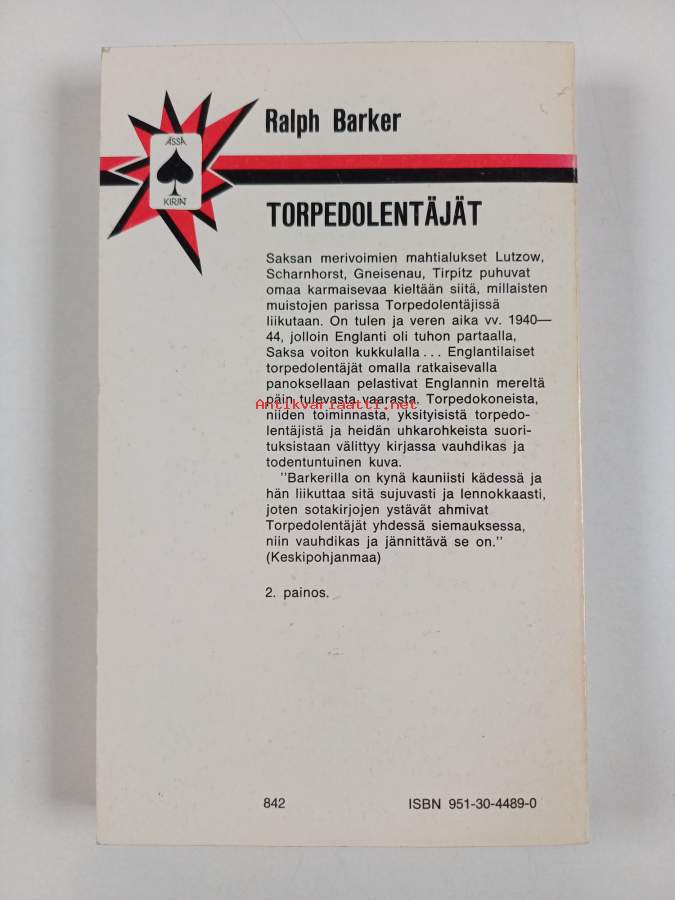 Ralph Barker
ÄSSÄ
KIRJAT
TORPEDOLENTÄJÄT
Saksan merivoimien mahtialukset Lutzow,
Scharnhorst, Gneisenau, Tirpitz puhuvat
omaa karmaisevaa kieltään siitä, millaisten
muistojen parissa Torpedolentäjissä
liikutaan. On tulen ja veren aika vv. 1940—
44, jolloin Englanti oli tuhon partaalla,
Saksa voiton kukkulalla... Englantilaiset
torpedolentäjät omalla ratkaisevalla
panoksellaan pelastivat Englannin mereltä
päin tulevasta vaarasta. Torpedokoneista,
Antikvariaatti.net
niiden toiminnasta, yksityisistä torpedo-
lentäjistä ja heidän uhkarohkeista suori-
tuksistaan välittyy kirjassa vauhdikas ja
todentuntuinen kuva.
"Barkerilla on kynä kauniisti kädessä ja
hän liikuttaa sitä sujuvasti ja lennokkaasti,
joten sotakirjojen ystävät ahmivat
Torpedolentäjät yhdessä siemauksessa,
niin vauhdikas ja jännittävä se on."
(Keskipohjanmaa)
2. painos.
842 ISBN 951-30-4489-0